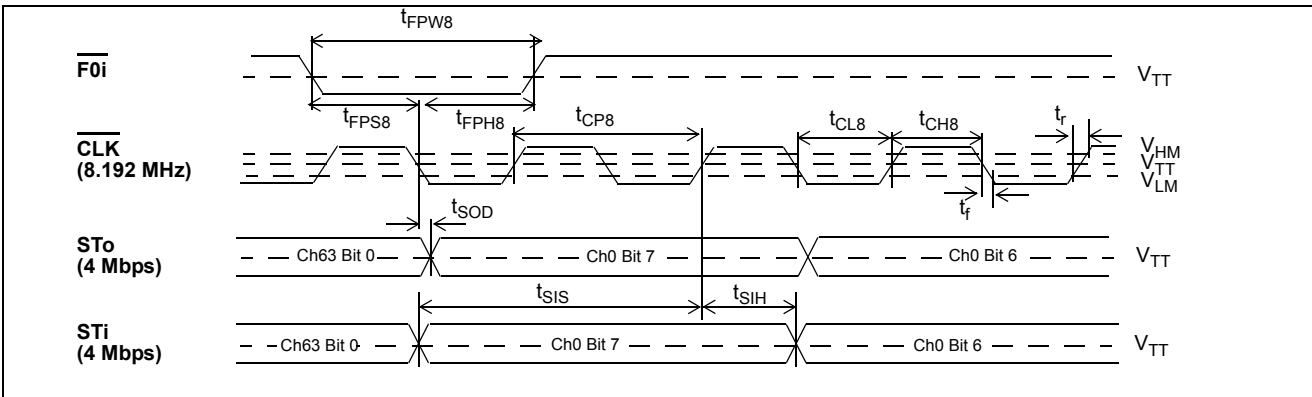 tFPW8
F0i
VTT
tFPS8
tFPH8
tCP8
tCL8
tCH8
tr
CLK
(8.192 MHz)
VHM
VTT
VLM
tf
tSOD
STo
(4 Mbps)
Ch63 Bit 0
Ch0 Bit 7
Ch0 Bit 6
VTT
tSIS
tSIH
STi
(4 Mbps)
Ch63 Bit 0
Ch0 Bit 7
Ch0 Bit 6
VTT